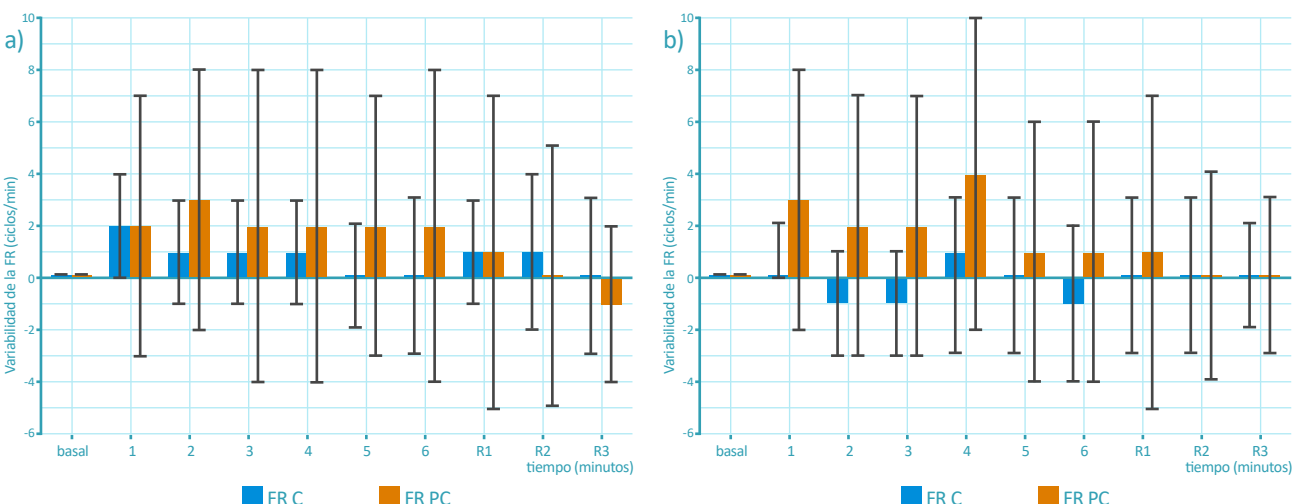 a)
Variabilidad de la FR (ciclos/min)
10
8
6
4
2
0
-2
-4
-6
basal 1 2 3 4 5 6 R1 R2 R3
tiempo (minutos)
FR C FR PC
b)
Variabilidad de la FR (ciclos/min)
10
8
6
4
2
0
-2
-4
-6
basal 1 2 3 4 5 6 R1 R2 R3
tiempo (minutos)
FR C FR PC